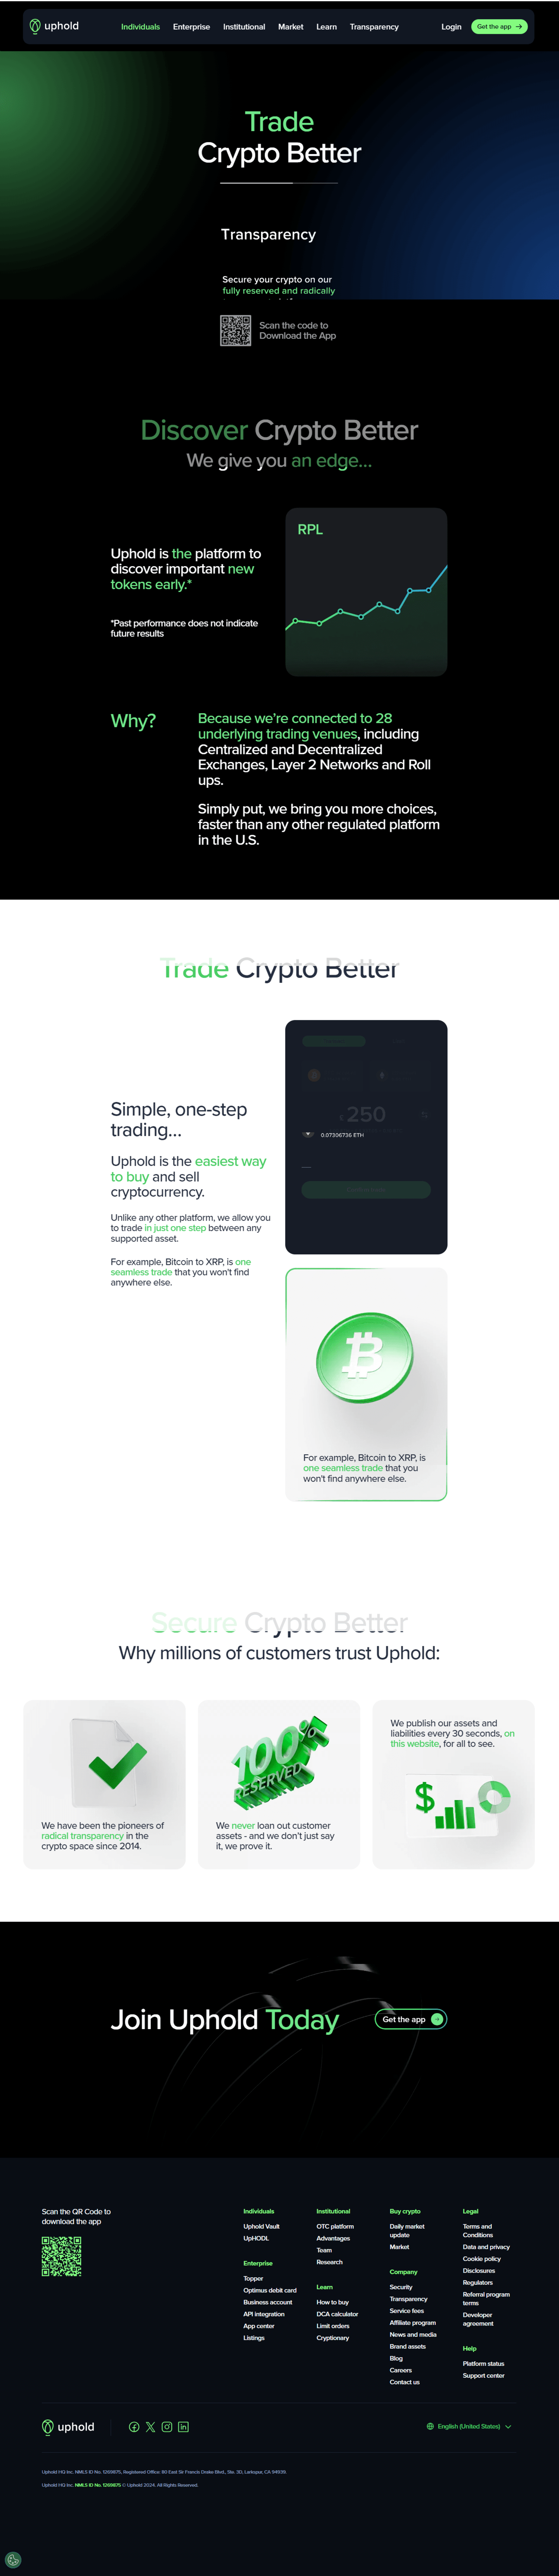 uphold
Individuals
Enterprise
Institutional
Market
Learn
Transparency
Login
Get the app
Trade
Crypto Better
Transparency
Secure your crypto on our
fully reserved and radically
Scan the code to
Download the App
Discover Crypto Better
We give you an edge...
Uphold is the platform to
discover important new
tokens early.*
*Past performance does not indicate
future results
RPL
Why?
Because we're connected to 28
underlying trading venues, including
Centralized and Decentralized
Exchanges, Layer 2 Networks and Roll
ups.
Simply put, we bring you more choices,
faster than any other regulated platform
in the U.S.
Trade Crypto Better
Simple, one-step
trading...
Uphold is the easiest way
to buy and sell
cryptocurrency.
Unlike any other platform, we allow you
to trade in just one step between any
supported asset.
For example, Bitcoin to XRP, is one
seamless trade that you won't find
anywhere else.
250
0.07306736 ETH
For example, Bitcoin to XRP, is
one seamless trade that you
won't find anywhere else.
Secure Crypto Better
Why millions of customers trust Uphold:
We have been the pioneers of
radical transparency in the
crypto space since 2014.
100%
RESERVED
We never loan out customer
assets - and we don't just say
it, we prove it.
We publish our assets and
liabilities every 30 seconds, on
this website, for all to see.
Join Uphold Today
Get the app
Scan the QR Code to
download the app
Individuals
Uphold Vault
UpHODL
Enterprise
Topper
Optimus debit card
Business account
API integration
App center
Listings
Institutional
OTC platform
Advantages
Team
Research
Learn
How to buy
DCA calculator
Limit orders
Cryptionary
Buy crypto
Daily market
update
Market
Company
Security
Transparency
Service fees
Affiliate program
News and media
Brand assets
Blog
Careers
Contact us
Legal
Terms and
Conditions
Data and privacy
Cookie policy
Disclosures
Regulators
Referral program
terms
Developer
agreement
Help
Platform status
Support center
uphold
English (United States)
Uphold HQ Inc. NMLS ID No. 1269875, Registered Office: 80 East Sir Francis Drake Blvd., Ste. 3D, Larkspur, CA 94939.
Uphold HQ Inc. NMLS ID No. 1269875 © Uphold 2024. All Rights Reserved.